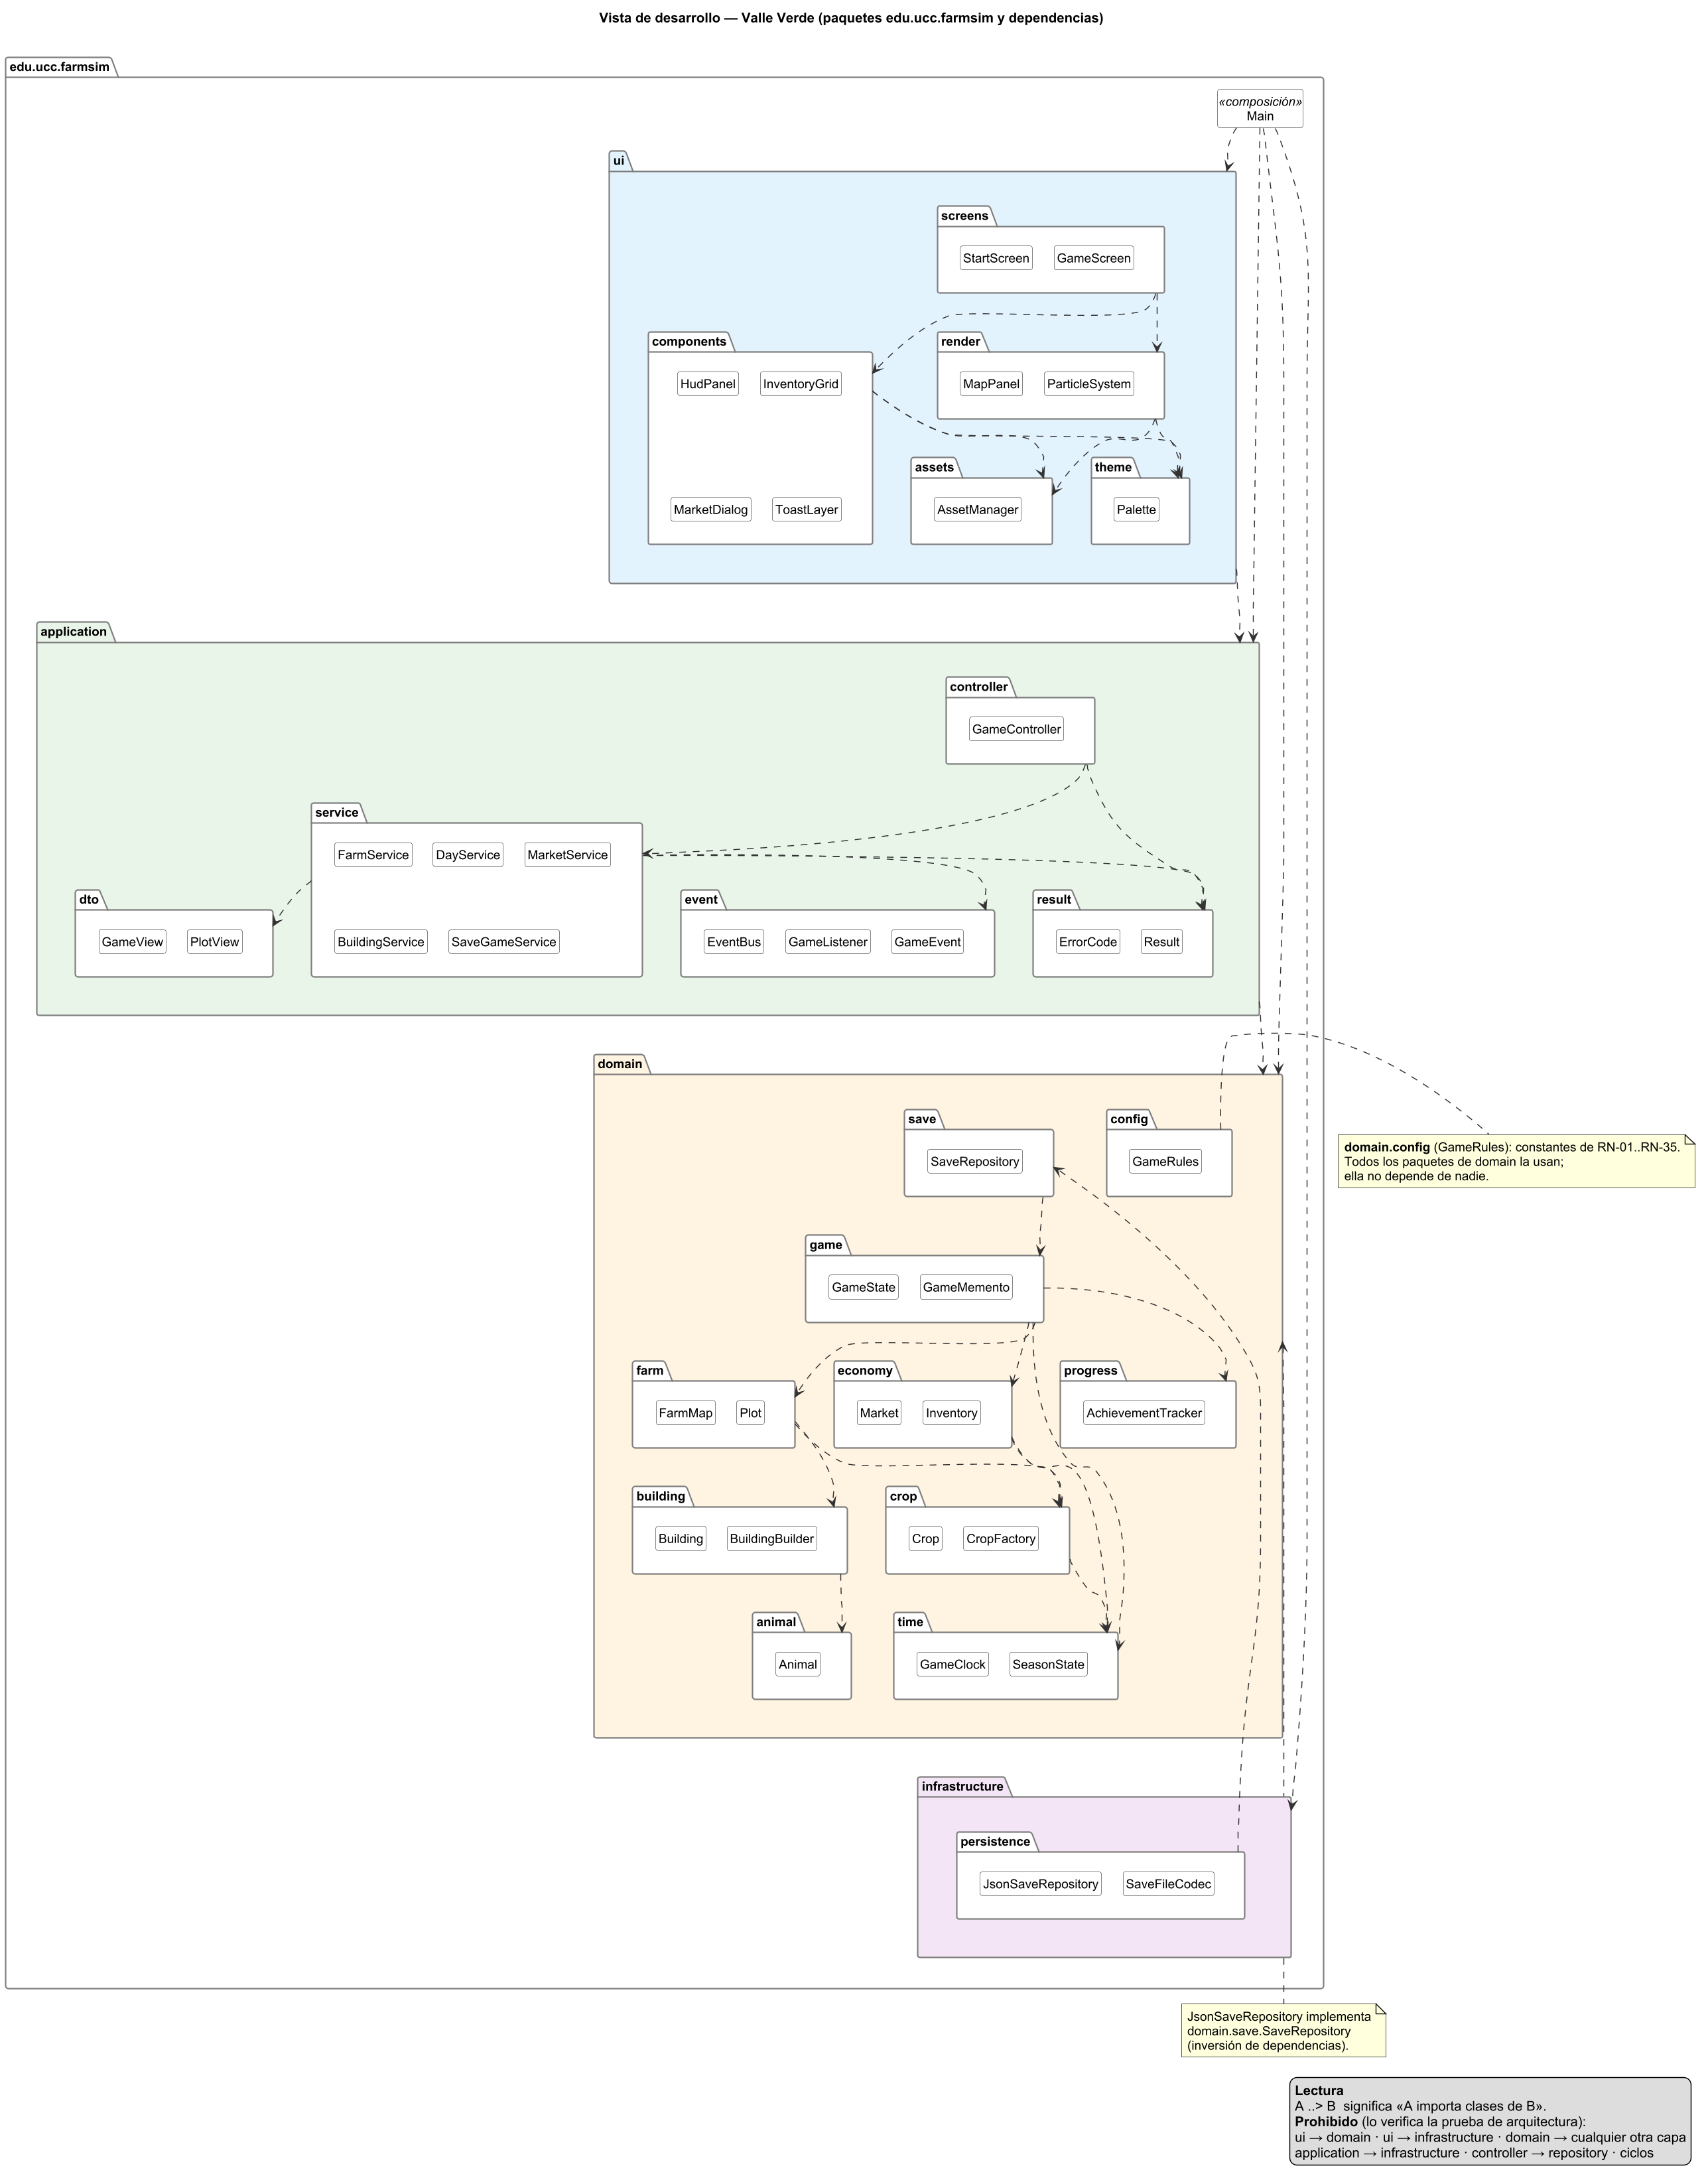 Vista de desarrollo — Valle Verde (paquetes edu.ucc.farmsim y dependencias)
edu.ucc.farmsim
«composición»
Main
ui
screens
StartScreen
GameScreen
components
HudPanel
InventoryGrid
MarketDialog
ToastLayer
render
MapPanel
ParticleSystem
assets
AssetManager
theme
Palette
application
controller
GameController
service
FarmService
DayService
MarketService
BuildingService
SaveGameService
dto
GameView
PlotView
event
EventBus
GameListener
GameEvent
result
ErrorCode
Result
domain
save
SaveRepository
config
GameRules
domain.config (GameRules): constantes de RN-01..RN-35.
Todos los paquetes de domain la usan;
ella no depende de nadie.
game
GameState
GameMemento
farm
FarmMap
Plot
economy
Market
Inventory
progress
AchievementTracker
building
Building
BuildingBuilder
crop
Crop
CropFactory
animal
Animal
time
GameClock
SeasonState
infrastructure
persistence
JsonSaveRepository
SaveFileCodec
JsonSaveRepository implementa
domain.save.SaveRepository
(inversión de dependencias).
Lectura
A ..> B  significa «A importa clases de B».
Prohibido (lo verifica la prueba de arquitectura):
ui → domain · ui → infrastructure · domain → cualquier otra capa
application → infrastructure · controller → repository · ciclos